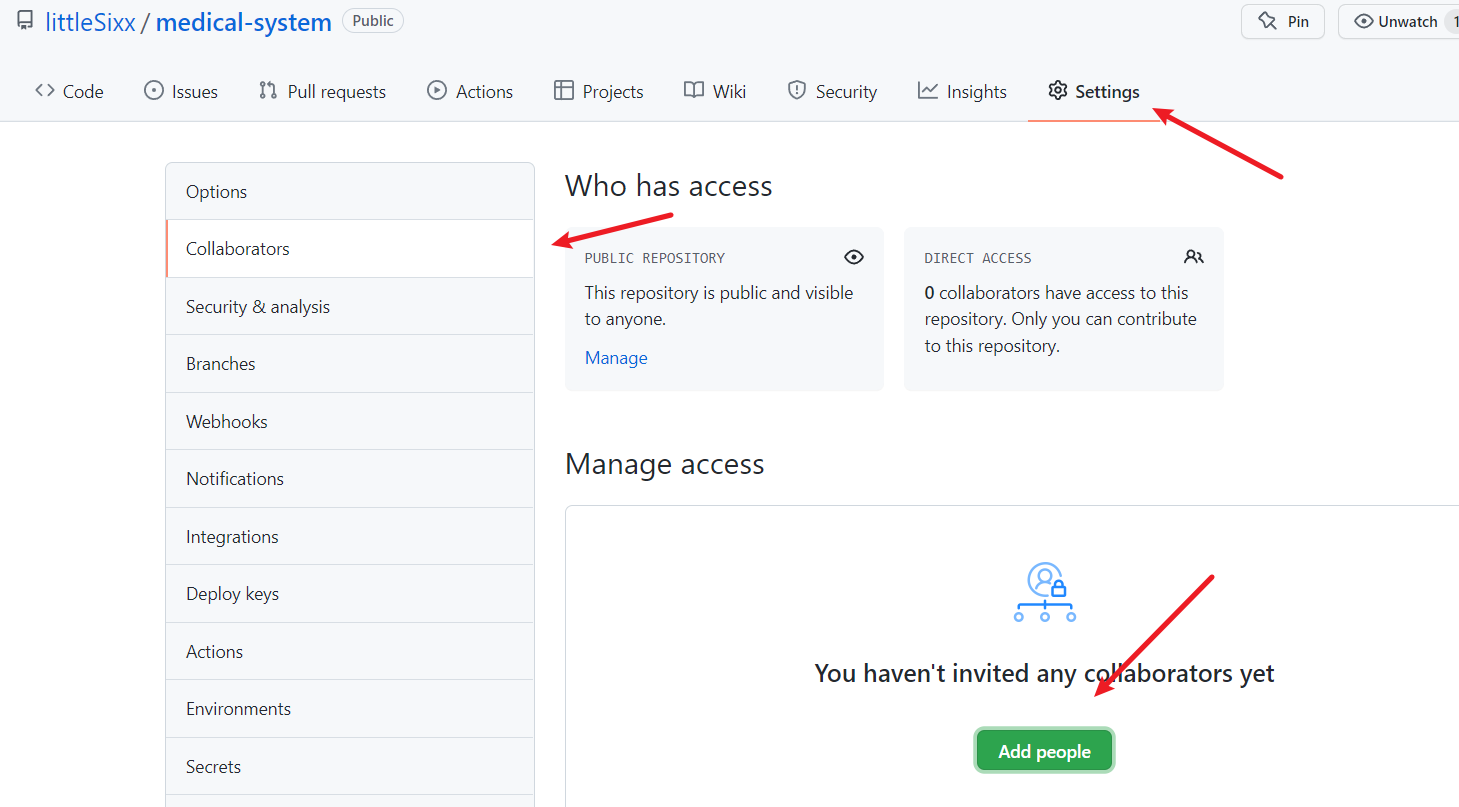 littleSixx / medical-system Public
Pin
Unwatch 1
Code Issues Pull requests Actions Projects Wiki Security Insights Settings
Options
Collaborators
Security & analysis
Branches
Webhooks
Notifications
Integrations
Deploy keys
Actions
Environments
Secrets
Who has access
PUBLIC REPOSITORY
This repository is public and visible
to anyone.
Manage
DIRECT ACCESS
0 collaborators have access to this
repository. Only you can contribute
to this repository.
Manage access
You haven't invited any collaborators yet
Add people